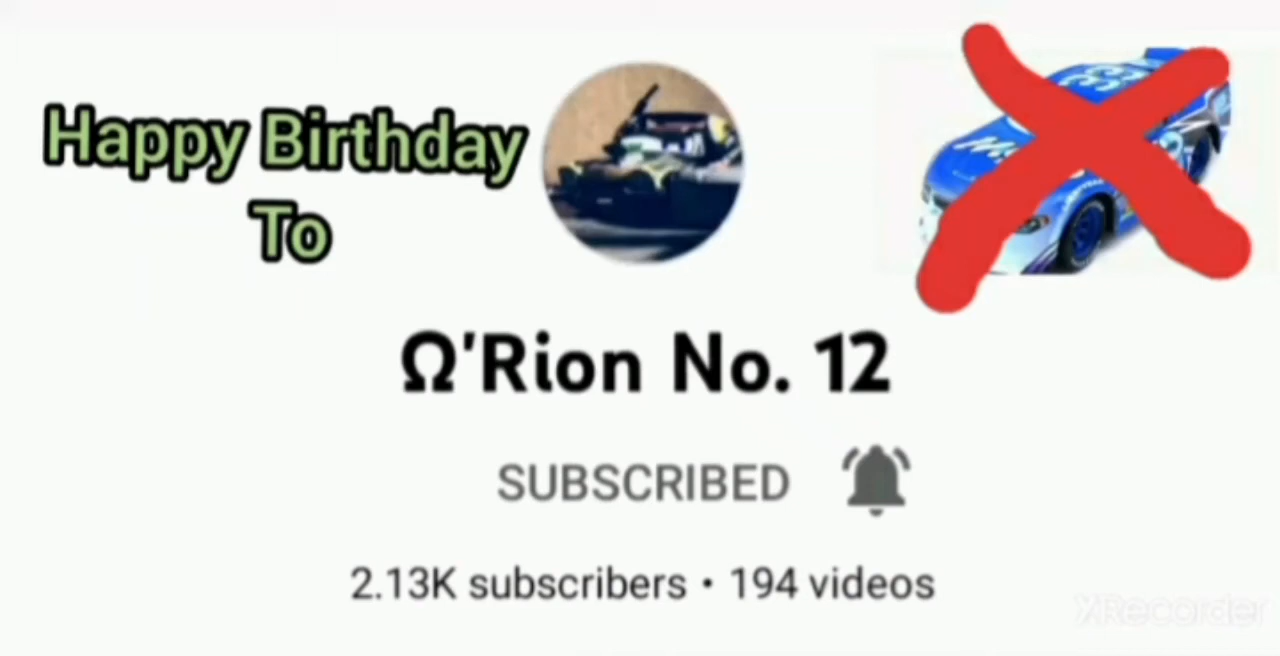 Happy Birthday
To
Ω'Rion No. 12
SUBSCRIBED
2.13K subscribers • 194 videos
XRecorder